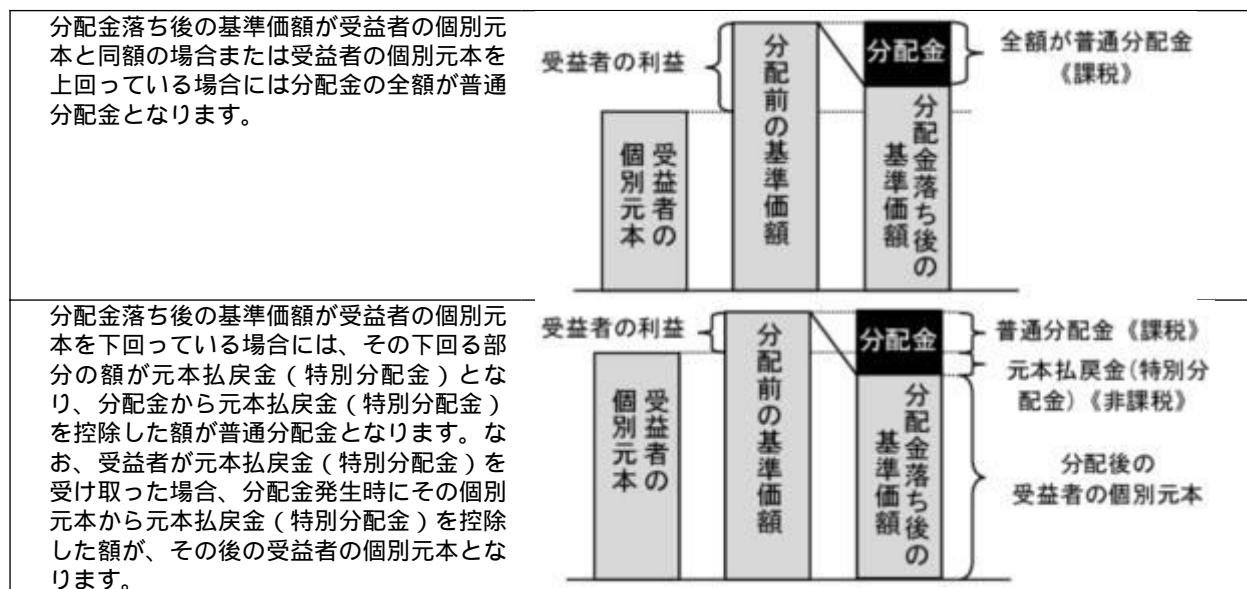 分配金落ち後の基準価額が受益者の個別元
本と同額の場合または受益者の個別元本を
上回っている場合には分配金の全額が普通
分配金となります。
受益者の利益
受益者の
個別元本
分配前の基準価額
分配金
分配金落ち後の
基準価額
全額が普通分配金
《課税》
分配金落ち後の基準価額が受益者の個別元
本を下回っている場合には、その下回る部
分の額が元本払戻金（特別分配金）とな
り、分配金から元本払戻金（特別分配金）
を控除した額が普通分配金となります。な
お、受益者が元本払戻金（特別分配金）を
受け取った場合、分配金発生時にその個別
元本から元本払戻金（特別分配金）を控除
した額が、その後の受益者の個別元本とな
ります。
受益者の利益
受益者の
個別元本
分配前の基準価額
分配金
分配金落ち後の
基準価額
普通分配金《課税》
元本払戻金(特別分
配金)《非課税》
分配後の
受益者の個別元本